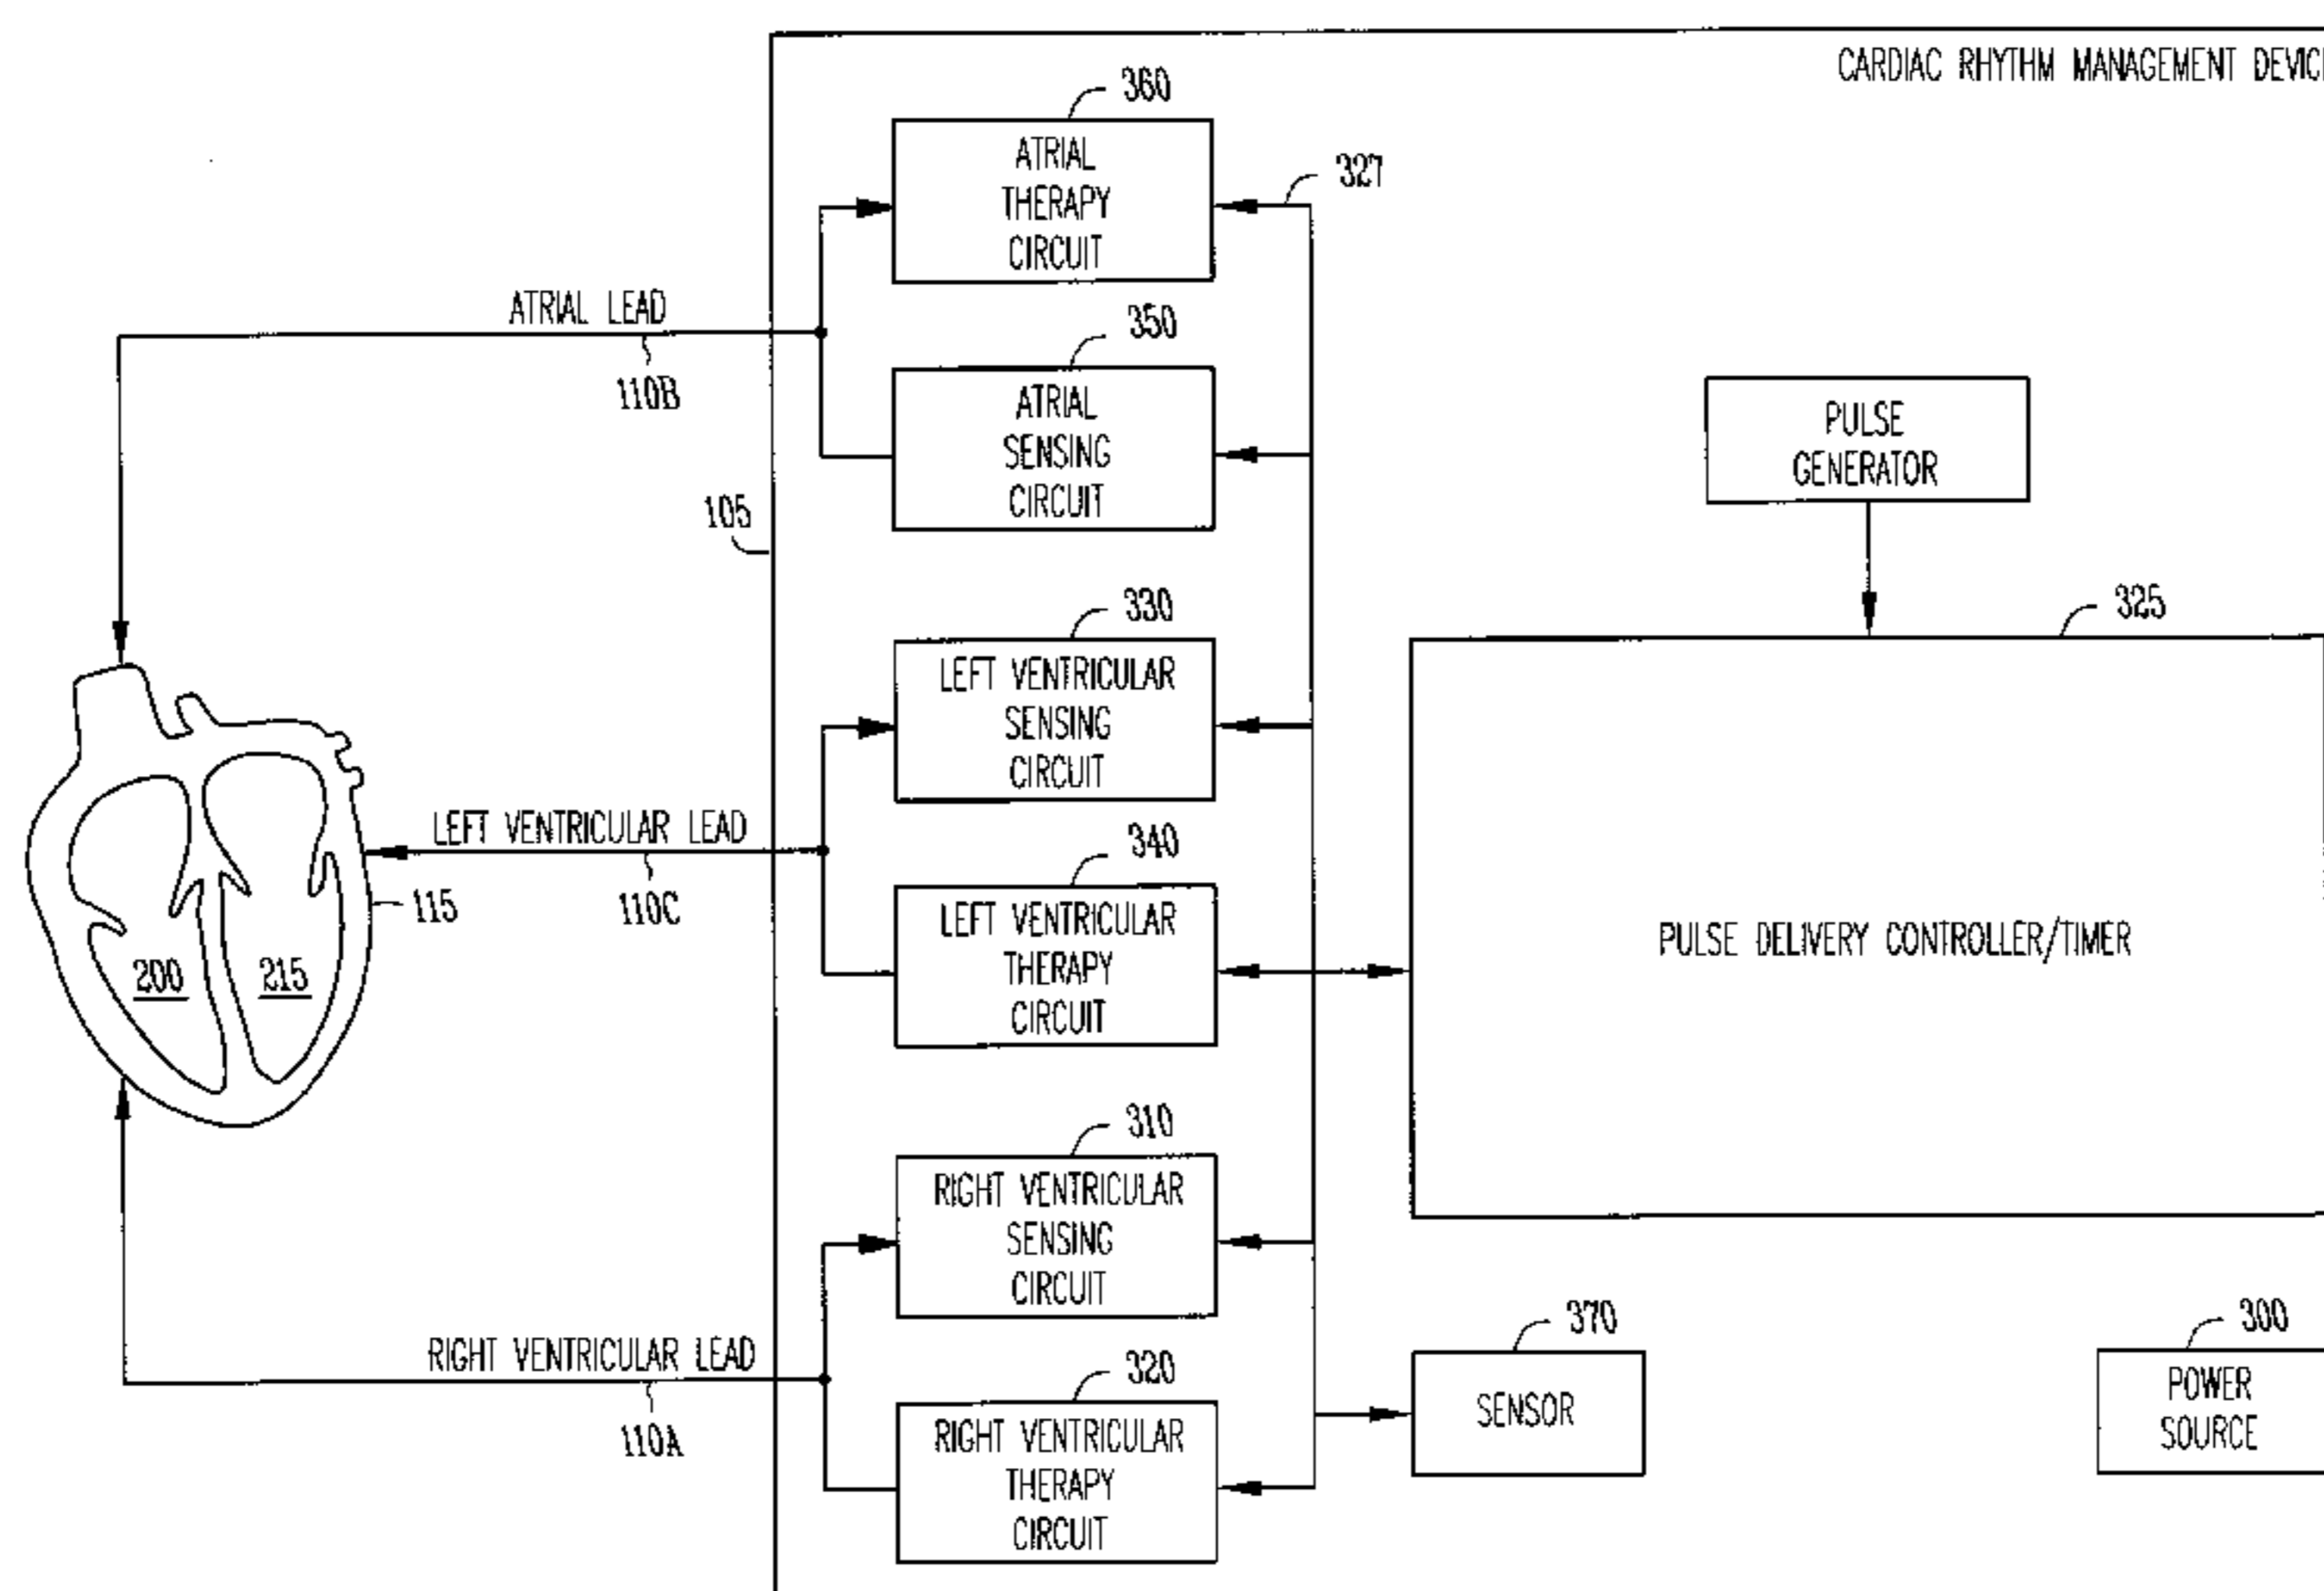 CARDIAC RHYTHM MANAGEMENT
360
ATRIAL
THERAPY
CIRCUIT
327
ATRIAL LEAD
110B
350
ATRIAL
SENSING
CIRCUIT
PULSE
GENERATOR
105
330
LEFT VENTRICULAR
SENSING
CIRCUIT
325
PULSE DELIVERY CONTROLLER/TIMER
LEFT VENTRICULAR LEAD
110C
115
200
215
340
LEFT VENTRICULAR
THERAPY
CIRCUIT
310
RIGHT VENTRICULAR
SENSING
CIRCUIT
RIGHT VENTRICULAR LEAD
110A
320
RIGHT VENTRICULAR
THERAPY
CIRCUIT
370
SENSOR
300
POWER
SOURCE